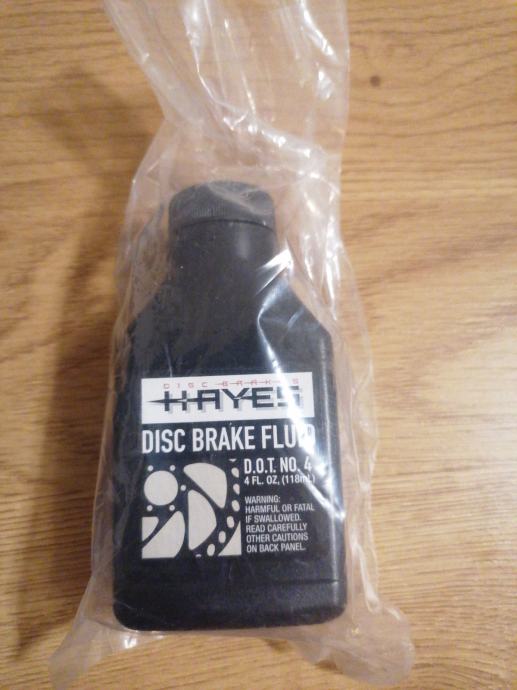 DISC BRAKES
HAYES
DISC BRAKE FLUID
D.O.T. NO. 4
4 FL. OZ, (118mL)
WARNING:
HARMFUL OR FATAL
IF SWALLOWED.
READ CAREFULLY
OTHER CAUTIONS
ON BACK PANEL.